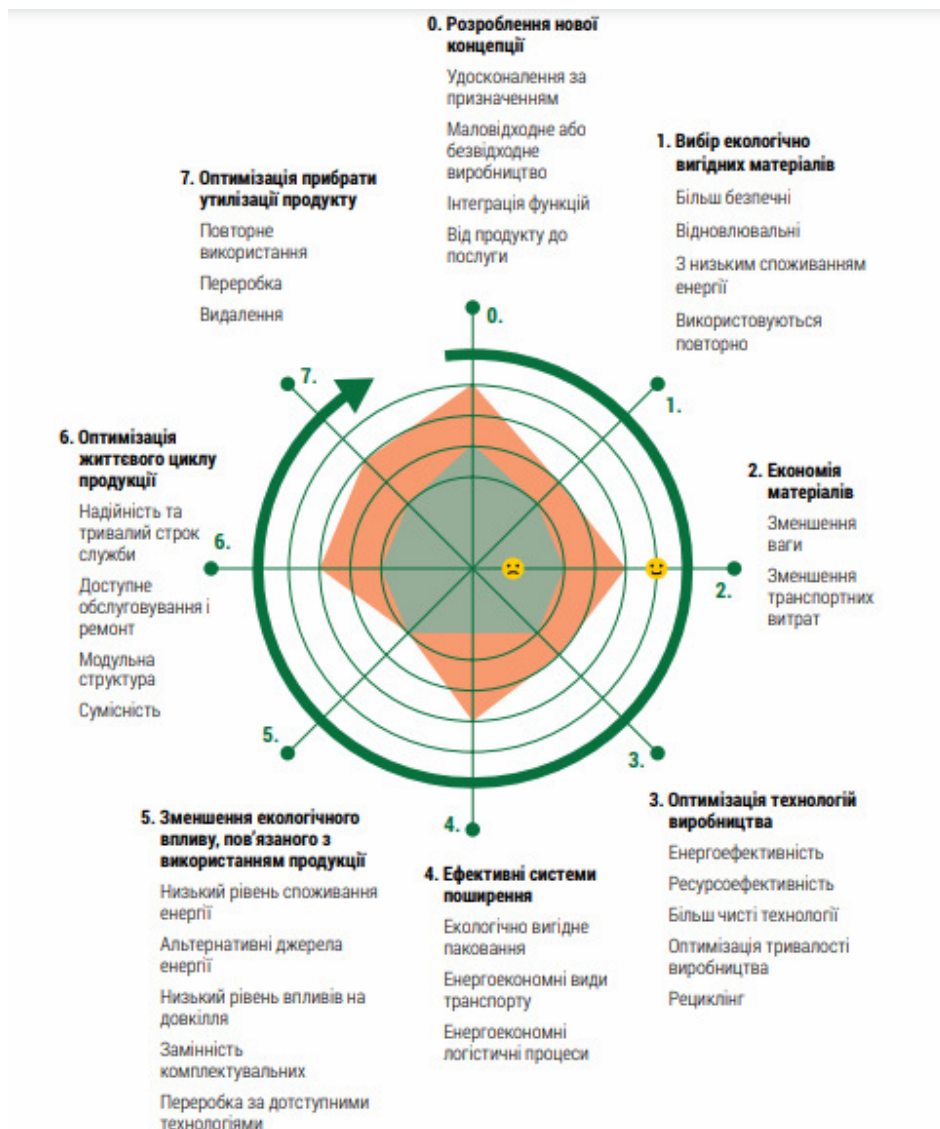 0. Розроблення нової
концепції
Удосконалення за
призначенням
Маловідходне або
безвідходне
виробництво
Інтеграція функцій
Від продукту до
послуги
1. Вибір екологічно
вигідних матеріалів
Більш безпечні
Відновлювальні
З низьким споживанням
енергії
Використовуються
повторно
2. Економія
матеріалів
Зменшення
ваги
Зменшення
транспортних
витрат
3. Оптимізація технологій
виробництва
Енергоефективність
Ресурсоефективність
Більш чисті технології
Оптимізація тривалості
виробництва
Рециклінг
4. Ефективні системи
поширення
Екологічно вигідне
паковання
Енергоекономні види
транспорту
Енергоекономні
логістичні процеси
5. Зменшення екологічного
впливу, пов’язаного з
використанням продукції
Низький рівень споживання
енергії
Альтернативні джерела
енергії
Низький рівень впливів на
довкілля
Замінність
комплектувальних
Переробка за дотступними
технологіями
6. Оптимізація
життєвого циклу
продукції
Надійність та
тривалий строк
служби
Доступне
обслуговування і
ремонт
Модульна
структура
Сумісність
7. Оптимізація прибрати
утилізації продукту
Повторне
використання
Переробка
Видалення
0.
1.
2.
3.
4.
5.
6.
7.